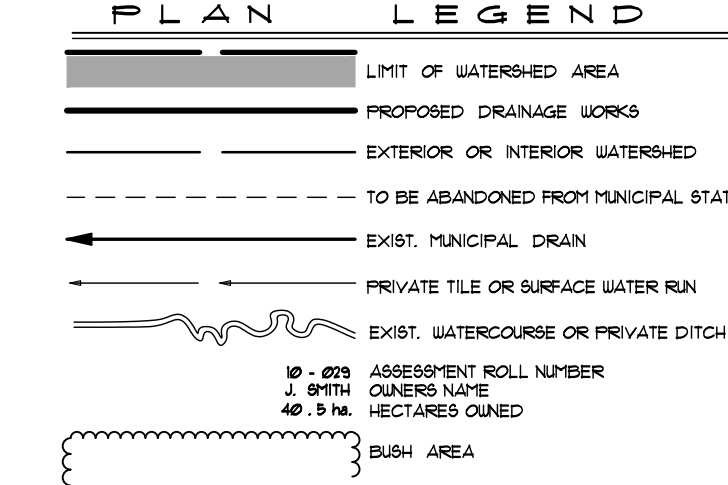 PLAN LEGEND
LIMIT OF WATERSHED AREA
PROPOSED DRAINAGE WORKS
EXTERIOR OR INTERIOR WATERSHED
TO BE ABANDONED FROM MUNICIPAL STAT
EXIST. MUNICIPAL DRAIN
PRIVATE TILE OR SURFACE WATER RUN
EXIST. WATERCOURSE OR PRIVATE DITCH
10 - 029 ASSESSMENT ROLL NUMBER
J. SMITH OWNERS NAME
40.5 ha. HECTARES OWNED
BUSH AREA